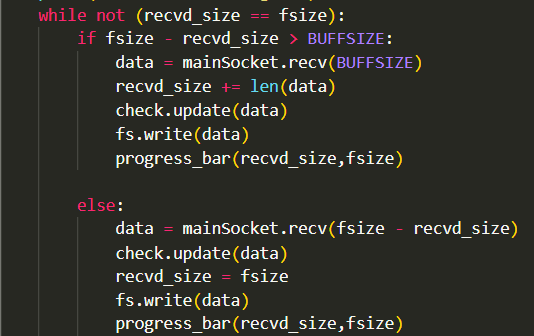 while not (recvd_size == fsize):
if fsize - recvd_size > BUFFSIZE:
data = mainSocket.recv(BUFFSIZE)
recvd_size += len(data)
check.update(data)
fs.write(data)
progress_bar(recvd_size,fsize)
else:
data = mainSocket.recv(fsize - recvd_size)
check.update(data)
recvd_size = fsize
fs.write(data)
progress_bar(recvd_size,fsize)